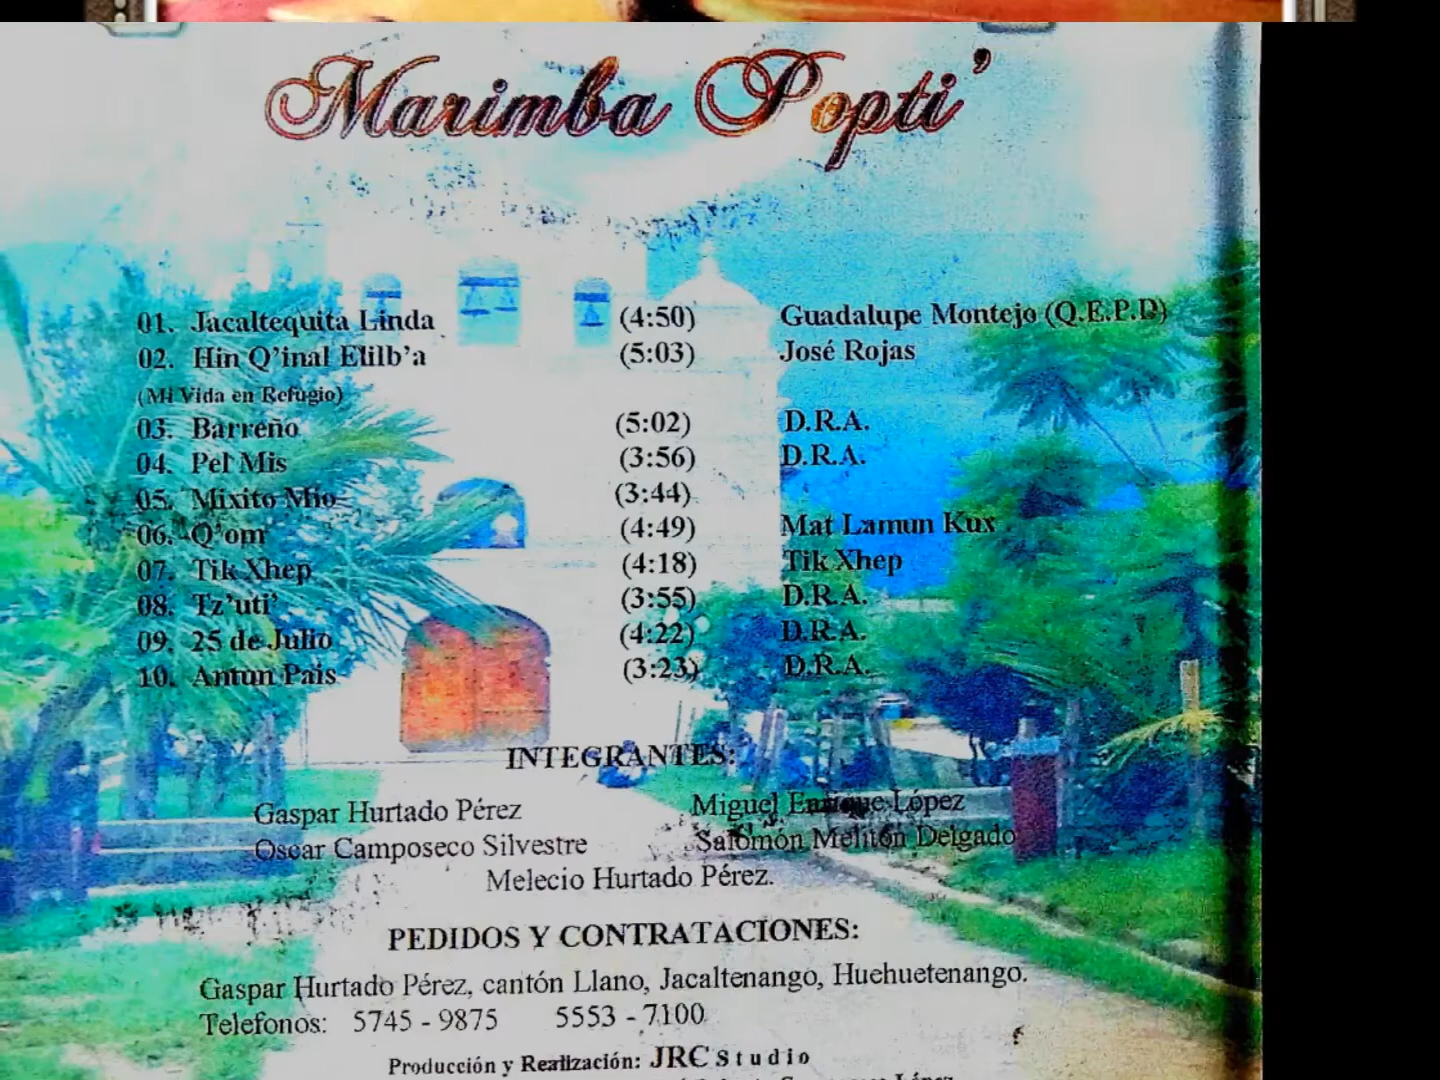 Marimba Popti'
01. Jacaltequita Linda (4:50) Guadalupe Montejo (Q.E.P.D)
02. Hin Q'inal Elilb'a (5:03) José Rojas
(Mi Vida en Refugio)
03. Barreño (5:02) D.R.A.
04. Pel Mis (3:56) D.R.A.
05. Mixito Mio (3:44)
06. Q'om (4:49) Mat Lamun Kux
07. Tik Xhep (4:18) Tik Xhep
08. Tz'uti' (3:55) D.R.A.
09. 25 de Julio (4:22) D.R.A.
10. Antun Pais (3:23) D.R.A.
INTEGRANTES:
Gaspar Hurtado Pérez Miguel Enrique López
Oscar Camposeco Silvestre Salomón Melitón Delgado
Melecio Hurtado Pérez.
PEDIDOS Y CONTRATACIONES:
Gaspar Hurtado Pérez, cantón Llano, Jacaltenango, Huehuetenango.
Telefonos: 5745 - 9875 5553 - 7100
Producción y Realización: JRC Studio
López